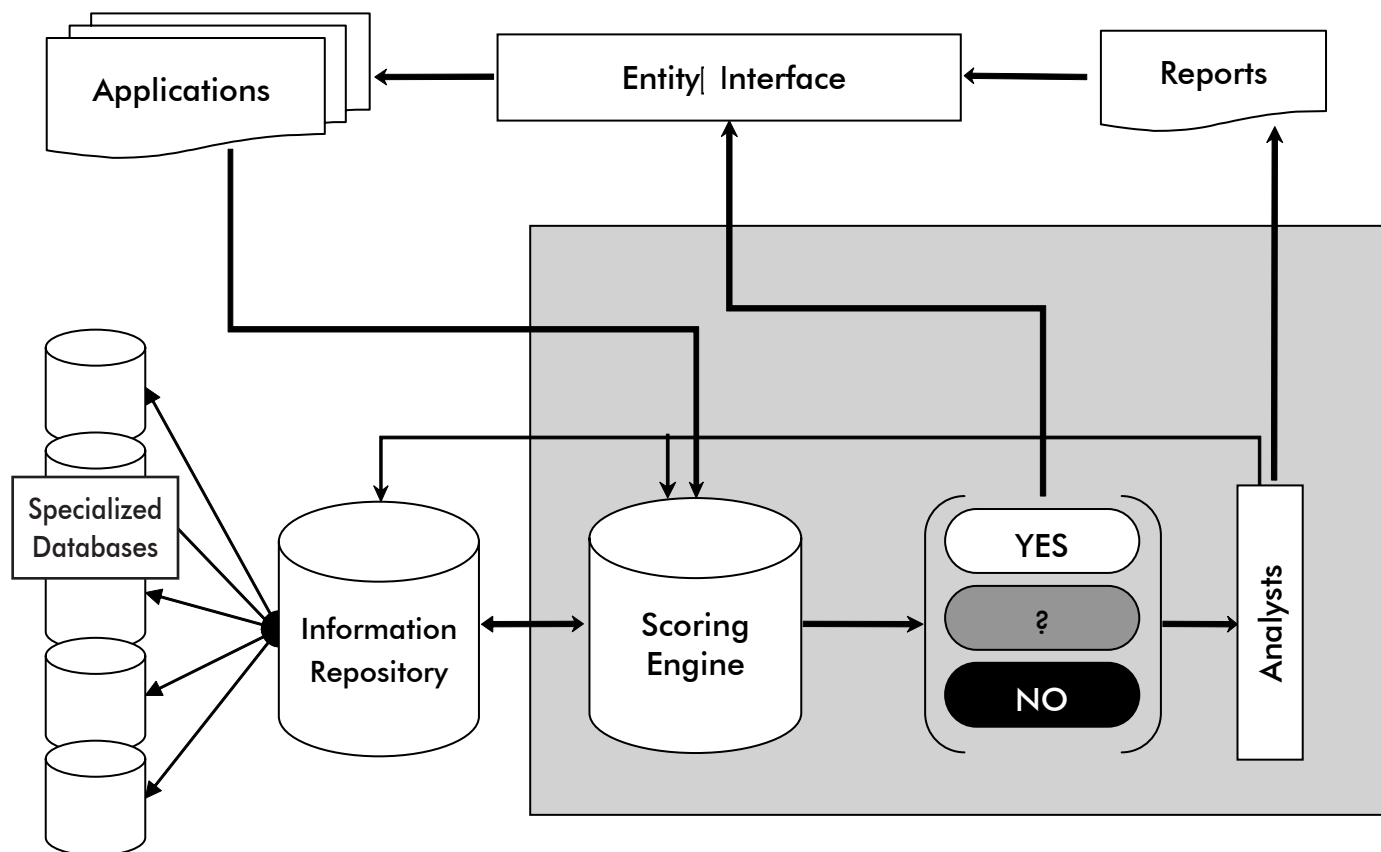 Applications
Entity[ Interface
Reports
Specialized
Databases
Information
Repository
Scoring
Engine
YES
?
NO
Analysts